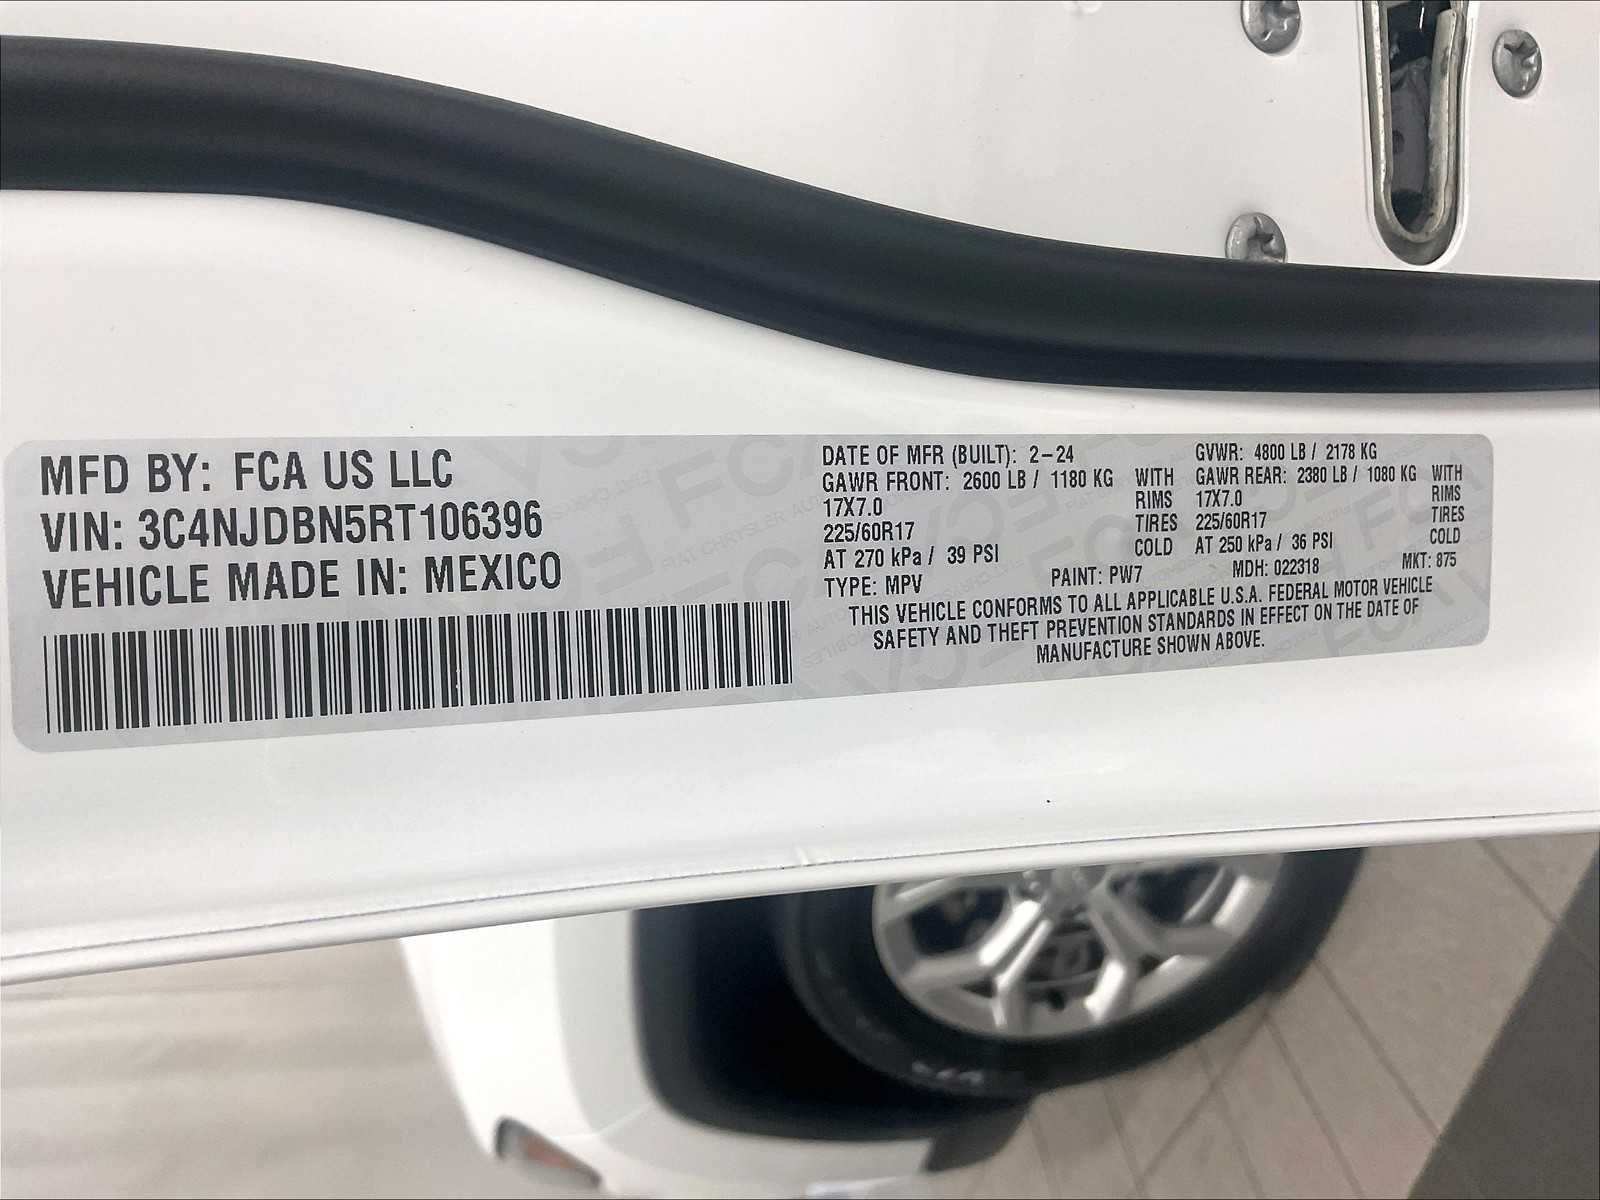 MFD BY: FCA US LLC
VIN: 3C4NJDBN5RT106396
VEHICLE MADE IN: MEXICO
DATE OF MFR (BUILT): 2-24
GAWR FRONT: 2600 LB / 1180 KG WITH
17X7.0 RIMS
225/60R17 TIRES
AT 270 kPa / 39 PSI COLD
TYPE: MPV
GVWR: 4800 LB / 2178 KG
GAWR REAR: 2380 LB / 1080 KG WITH
17X7.0 RIMS
225/60R17 TIRES
AT 250 kPa / 36 PSI COLD
PAINT: PW7 MDH: 022318 MKT: 875
THIS VEHICLE CONFORMS TO ALL APPLICABLE U.S.A. FEDERAL MOTOR VEHICLE
SAFETY AND THEFT PREVENTION STANDARDS IN EFFECT ON THE DATE OF
MANUFACTURE SHOWN ABOVE.